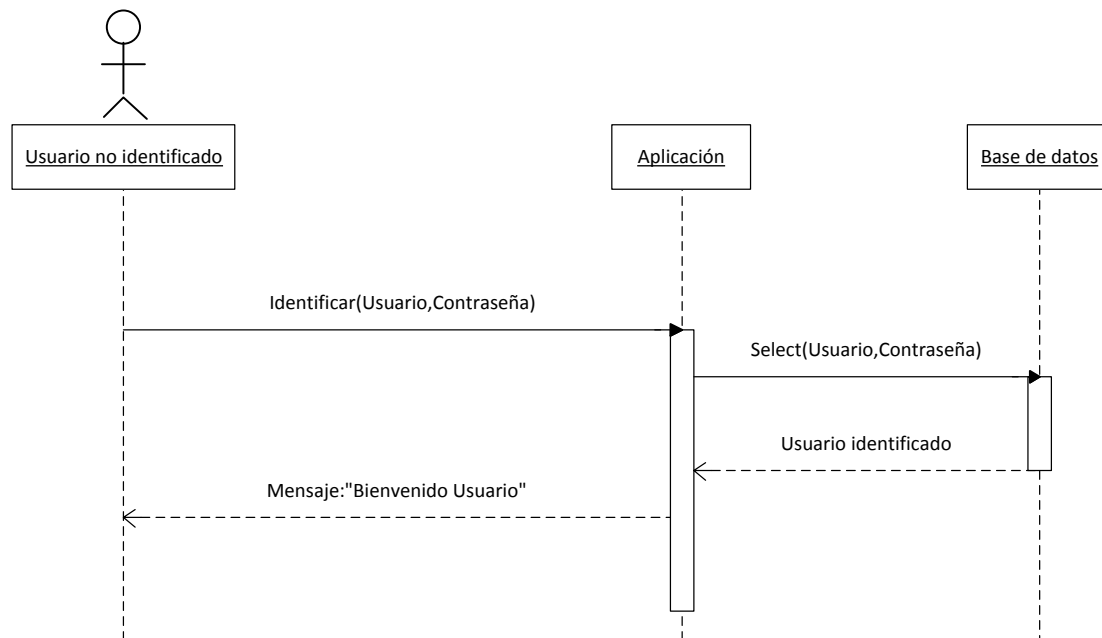 Usuario no identificado
Aplicación
Base de datos
Identificar(Usuario,Contraseña)
Select(Usuario,Contraseña)
Usuario identificado
Mensaje:"Bienvenido Usuario"